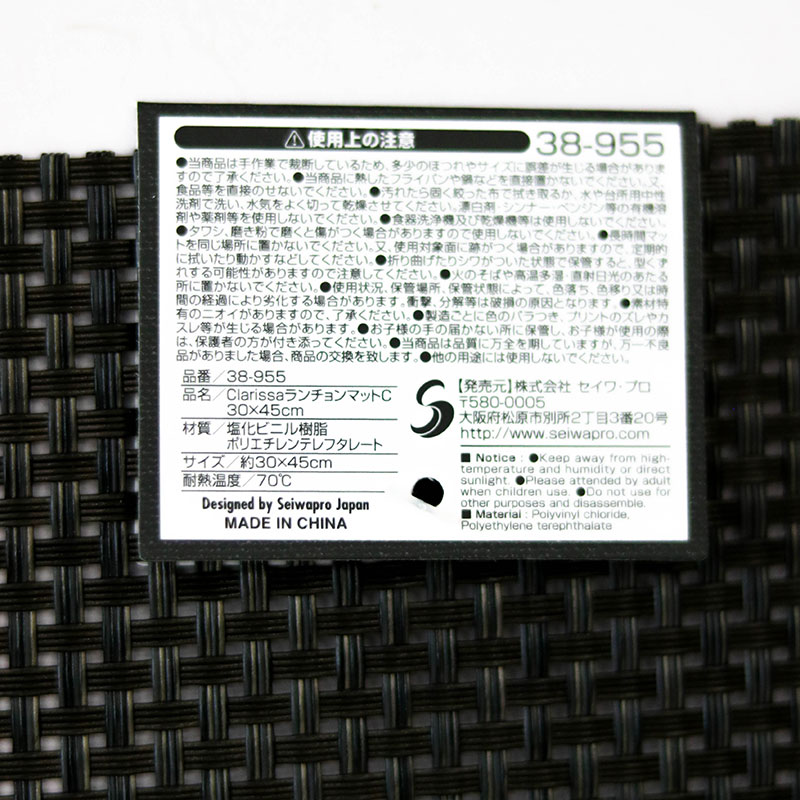 ⚠使用上の注意 38-955
●当商品は手作業で裁断しているため、多少のほつれやサイズに誤差が生じる場合がありま
すので了承ください。●当商品に熱したフライパンや鍋などを直接置かないでください。又、
食品等を直接のせないでください。●汚れたら固く絞った布で拭き取るか、水や台所用中性
洗剤で洗い、水気をよく切って乾燥させてください。漂白剤・シンナー・ベンジン等の有機溶
剤や薬剤等を使用しないでください。●食器洗浄機及び乾燥機等は使用しないでください。
●タワシ、磨き粉で磨くと傷がつく場合がありますので使用しないでください。●長時間マッ
トを同じ場所に置かないでください。又、使用対象面に跡がつく場合がありますので、定期的
に拭いたり動かすなどしてください。●折り曲げたりシワがついた状態で保管すると、型くず
れする可能性がありますので注意してください。●火のそばや高温多湿、直射日光のあたる
所に置かないでください。●使用状況、保管場所、保管状態によって、色落ち、色移り又は時
間の経過により劣化する場合があります。衝撃、分解等は破損の原因となります。●素材特
有のニオイがありますので、了承ください。●製造ごとに色のバラつき、プリントのズレやカ
スレ等が生じる場合があります。●お子様の手の届かない所に保管し、お子様が使用の際
は、保護者の方が付き添ってください。●当商品は品質に万全を期していますが、万一不良
品がありました場合、商品の交換を致します。●他の用途には使用しないでください。
品番/38-955
品名/ClarissaランチョンマットC
30×45cm
材質/塩化ビニル樹脂
ポリエチレンテレフタレート
サイズ/約30×45cm
耐熱温度/70℃
Designed by Seiwapro Japan
MADE IN CHINA
【発売元】株式会社 セイワ・プロ
〒580-0005
大阪府松原市別所2丁目3番20号
http://www.seiwapro.com
■ Notice : ●Keep away from high-
temperature and humidity or direct
sunlight. ●Please attended by adult
when children use. ●Do not use for
other purposes and disassemble.
■ Material : Polyvinyl chloride,
Polyethylene terephthalate